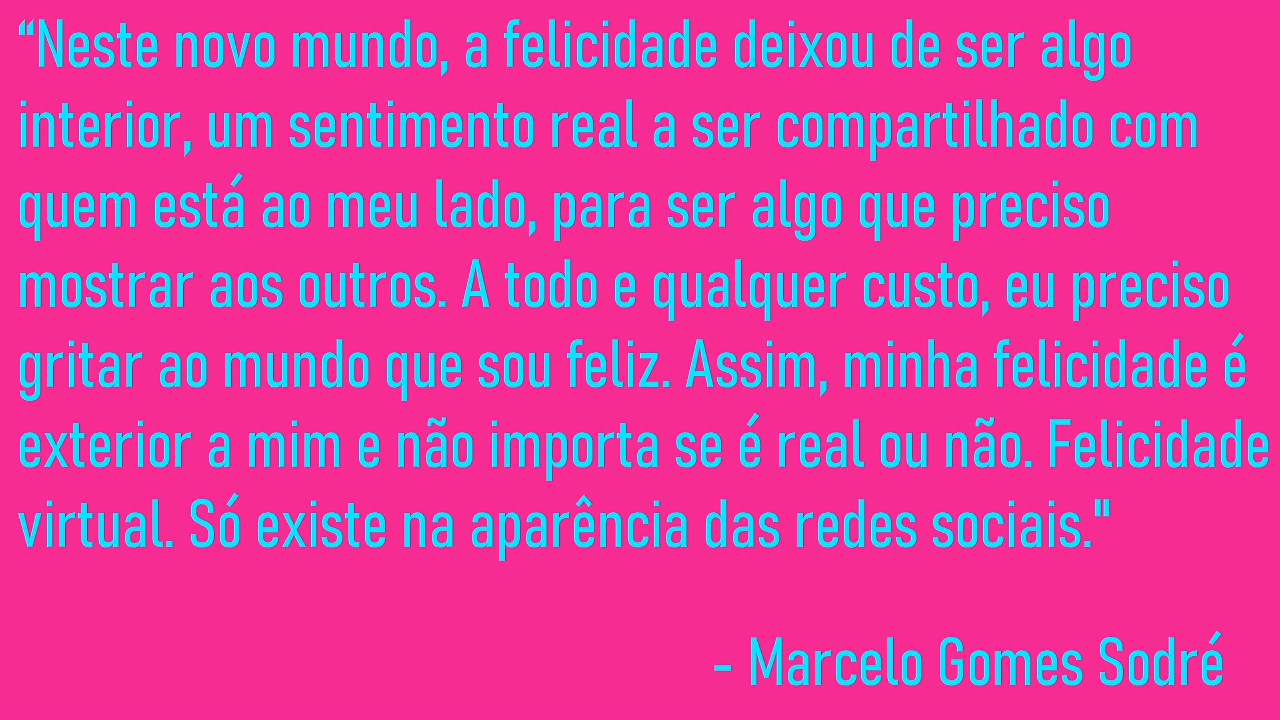 “Neste novo mundo, a felicidade deixou de ser algo
interior, um sentimento real a ser compartilhado com
quem está ao meu lado, para ser algo que preciso
mostrar aos outros. A todo e qualquer custo, eu preciso
gritar ao mundo que sou feliz. Assim, minha felicidade é
exterior a mim e não importa se é real ou não. Felicidade
virtual. Só existe na aparência das redes sociais."
- Marcelo Gomes Sodré